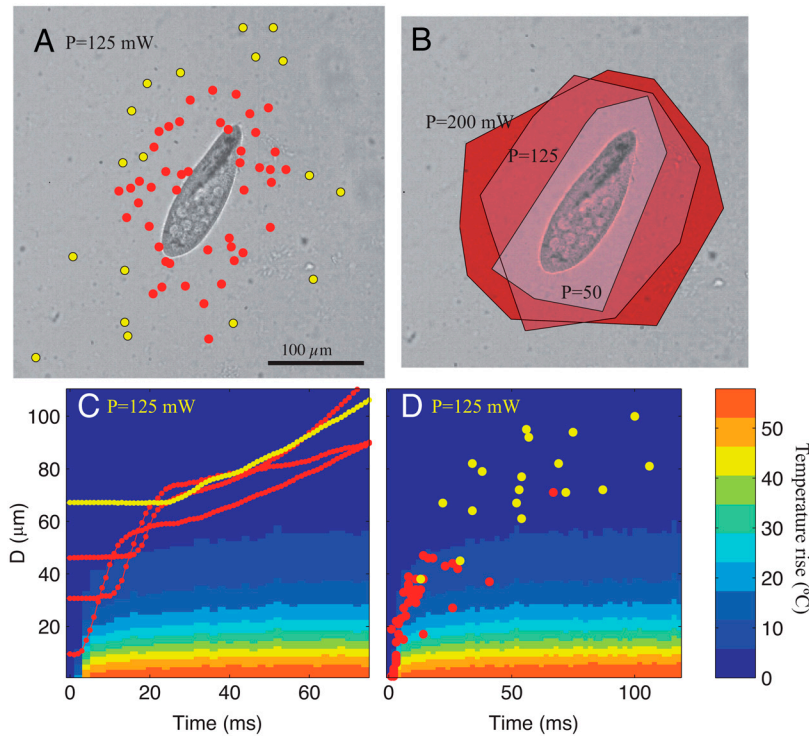 A P=125 mW
100 μm
B
P=200 mW
P=125
P=50
C P=125 mW
D P=125 mW
100
80
60
40
20
D (μm)
0 20 40 60
Time (ms)
0 50 100
Time (ms)
50
40
30
20
10
0
Temperature rise (°C)